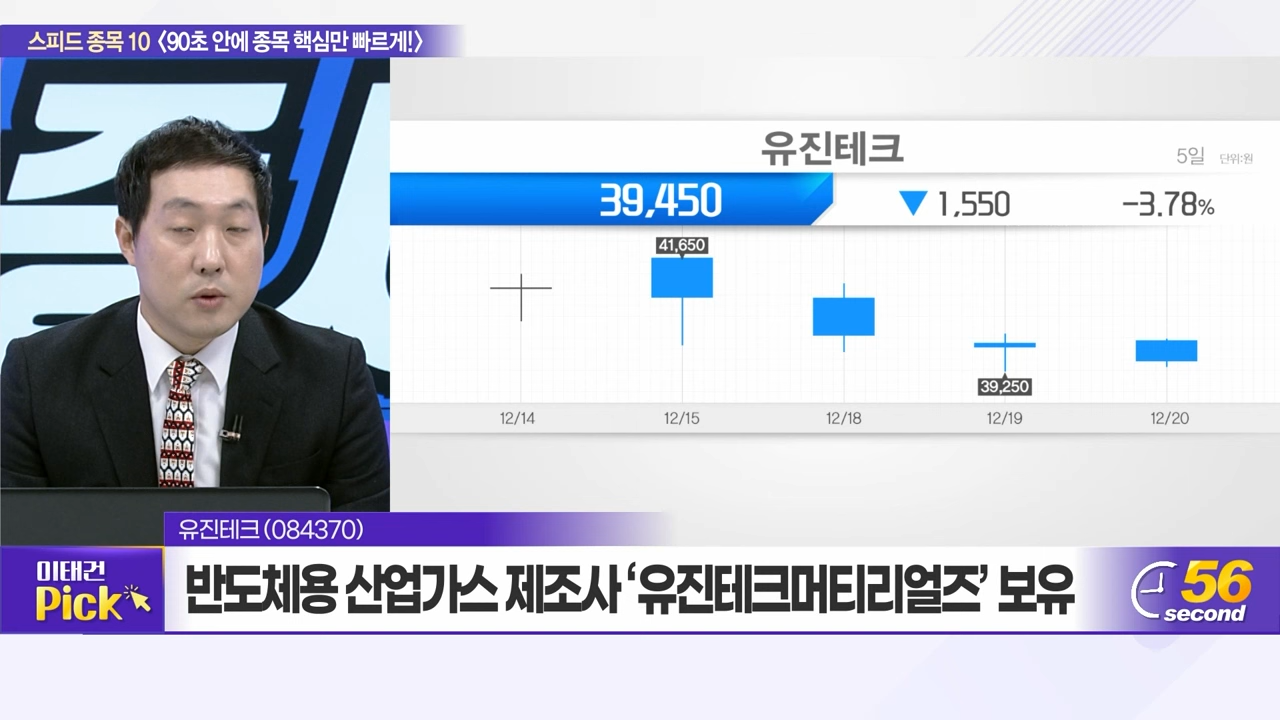 스피드 종목 10 <90초 안에 종목 핵심만 빠르게!>
유진테크
5일 단위:원
39,450 ▼ 1,550 -3.78%
41,650
39,250
12/14 12/15 12/18 12/19 12/20
유진테크 (084370)
이태건
Pick
반도체용 산업가스 제조사 '유진테크머티리얼즈' 보유
56
second